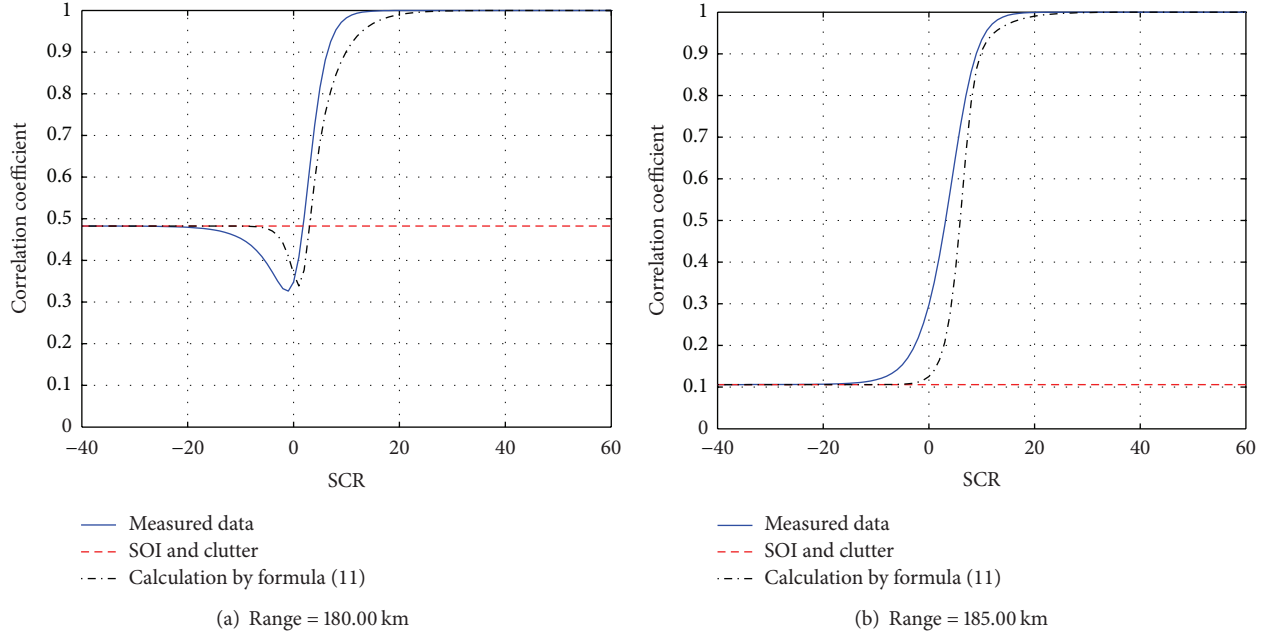 1
0.9
0.8
0.7
0.6
0.5
0.4
0.3
0.2
0.1
0
Correlation coefficient
−40 −20 0 20 40 60
SCR
Measured data
SOI and clutter
Calculation by formula (11)
(a) Range = 180.00 km
1
0.9
0.8
0.7
0.6
0.5
0.4
0.3
0.2
0.1
0
Correlation coefficient
−40 −20 0 20 40 60
SCR
Measured data
SOI and clutter
Calculation by formula (11)
(b) Range = 185.00 km